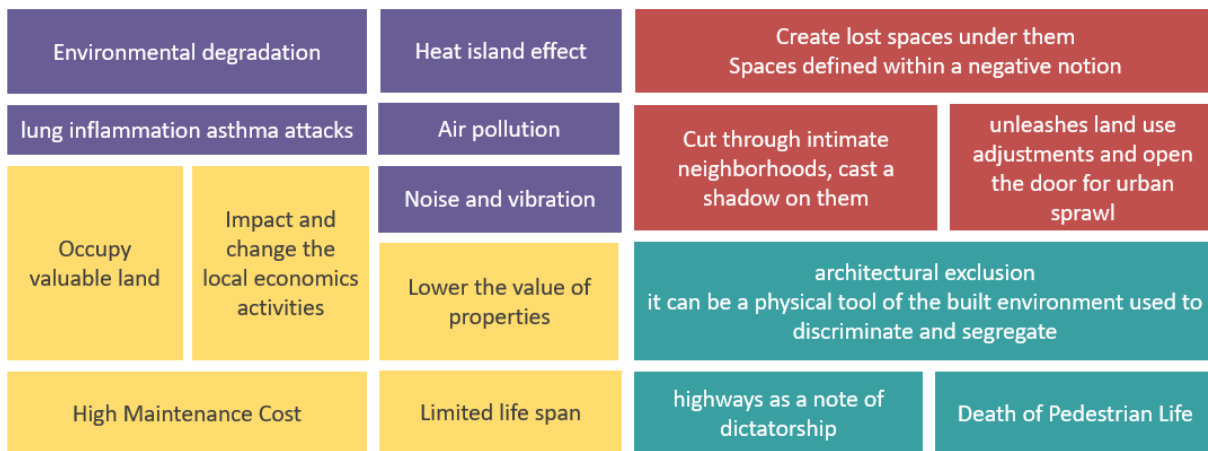 Environmental degradation
Heat island effect
Create lost spaces under them
Spaces defined within a negative notion
lung inflammation asthma attacks
Air pollution
Cut through intimate
neighborhoods, cast a
shadow on them
unleashes land use
adjustments and open
the door for urban
sprawl
Noise and vibration
Occupy
valuable land
Impact and
change the
local economics
activities
Lower the value of
properties
architectural exclusion
it can be a physical tool of the built environment used to
discriminate and segregate
High Maintenance Cost
Limited life span
highways as a note of
dictatorship
Death of Pedestrian Life